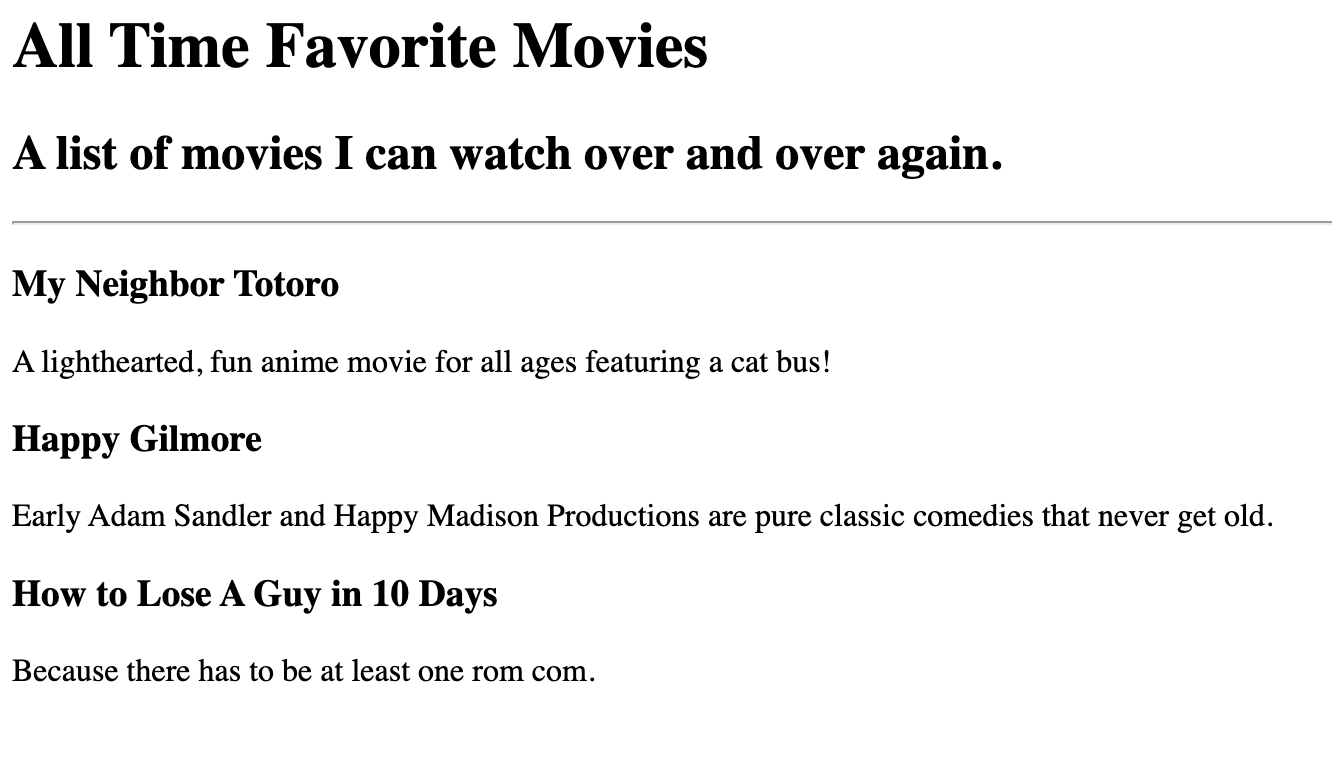 All Time Favorite Movies
A list of movies I can watch over and over again.
My Neighbor Totoro
A lighthearted, fun anime movie for all ages featuring a cat bus!
Happy Gilmore
Early Adam Sandler and Happy Madison Productions are pure classic comedies that never get old.
How to Lose A Guy in 10 Days
Because there has to be at least one rom com.